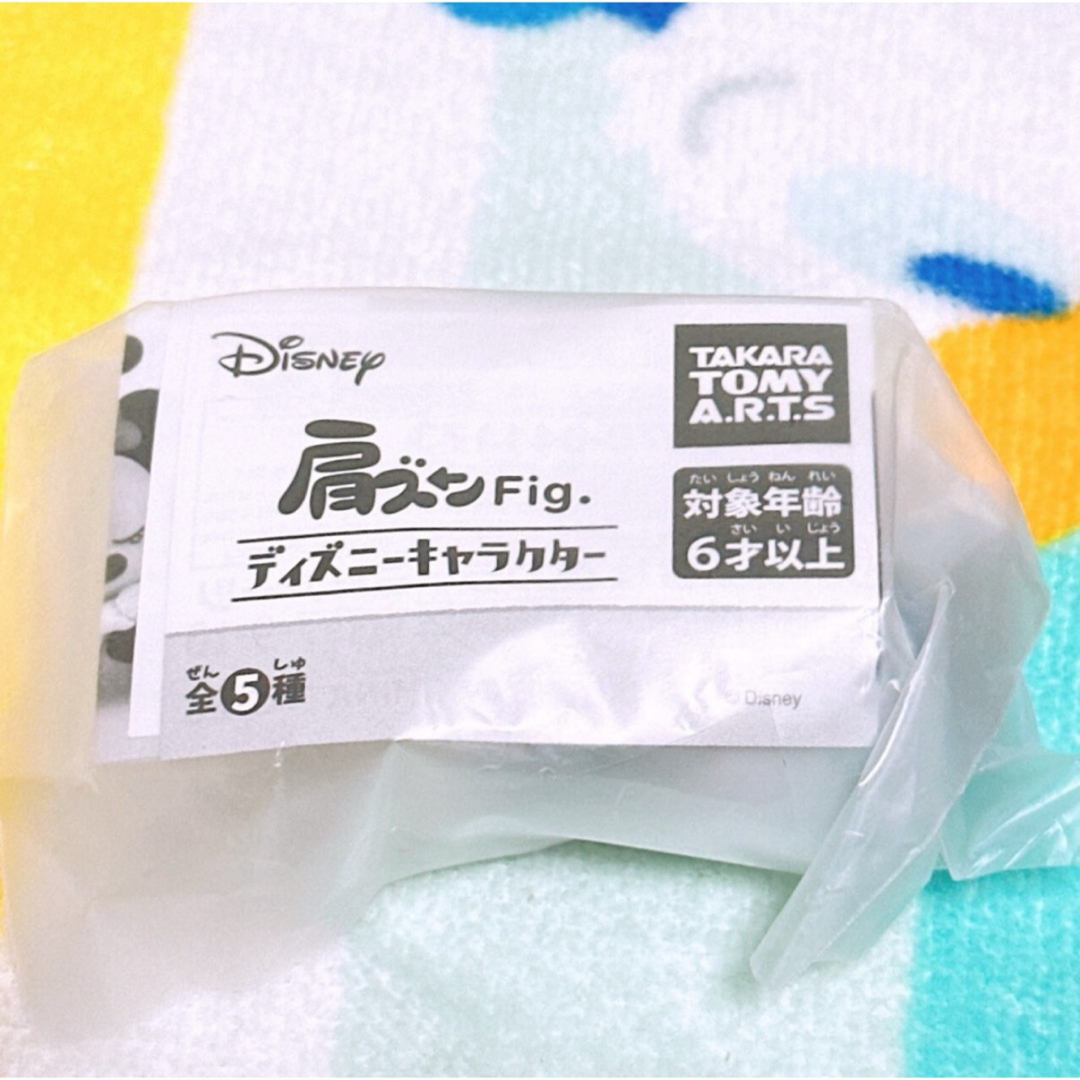 Disney
TAKARA
TOMY
A.R.T.S
肩ズンFig.
ディズニーキャラクター
たいしょうねんれい
対象年齢
さいいじょう
6才以上
ぜんしゅ
全5種
© Disney